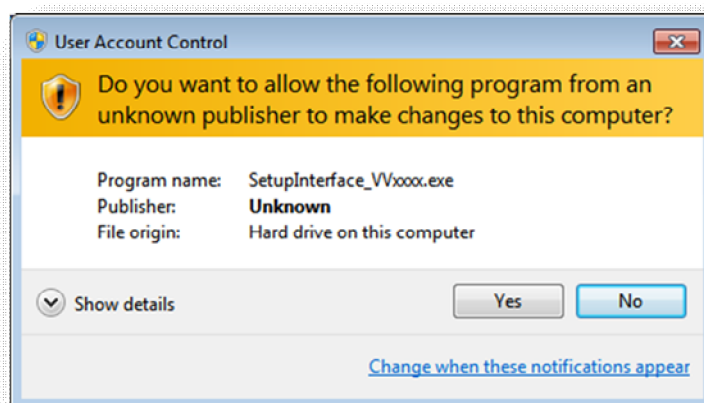 User Account Control
Do you want to allow the following program from an
unknown publisher to make changes to this computer?
Program name: SetupInterface_VVxxxx.exe
Publisher: Unknown
File origin: Hard drive on this computer
Show details
Yes No
Change when these notifications appear